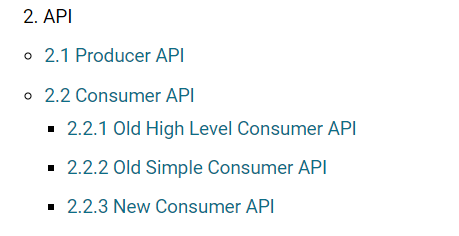 2. API
2.1 Producer API
2.2 Consumer API
2.2.1 Old High Level Consumer API
2.2.2 Old Simple Consumer API
2.2.3 New Consumer API